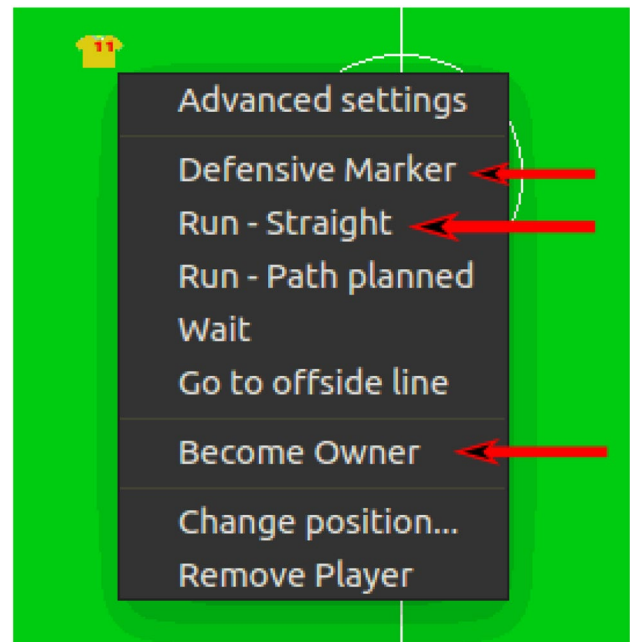 11
Advanced settings
Defensive Marker
Run - Straight
Run - Path planned
Wait
Go to offside line
Become Owner
Change position...
Remove Player